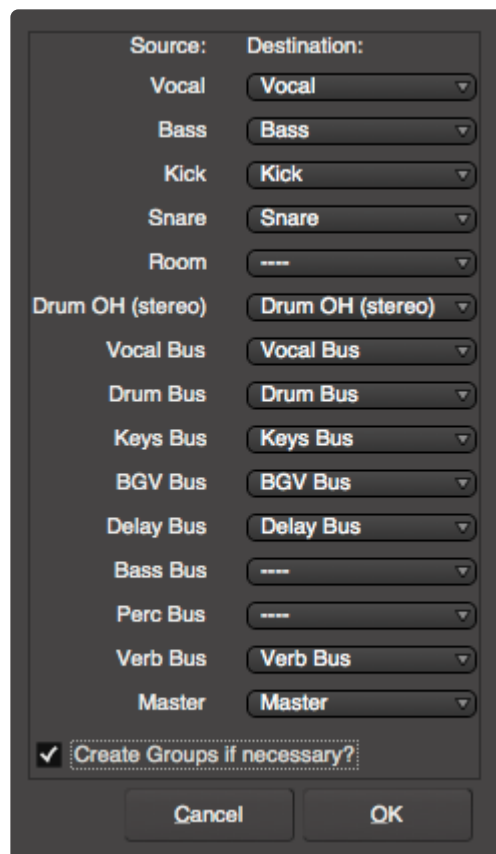 Source: Destination:
Vocal Vocal
Bass Bass
Kick Kick
Snare Snare
Room ----
Drum OH (stereo) Drum OH (stereo)
Vocal Bus Vocal Bus
Drum Bus Drum Bus
Keys Bus Keys Bus
BGV Bus BGV Bus
Delay Bus Delay Bus
Bass Bus ----
Perc Bus ----
Verb Bus Verb Bus
Master Master
Create Groups if necessary?
Cancel OK